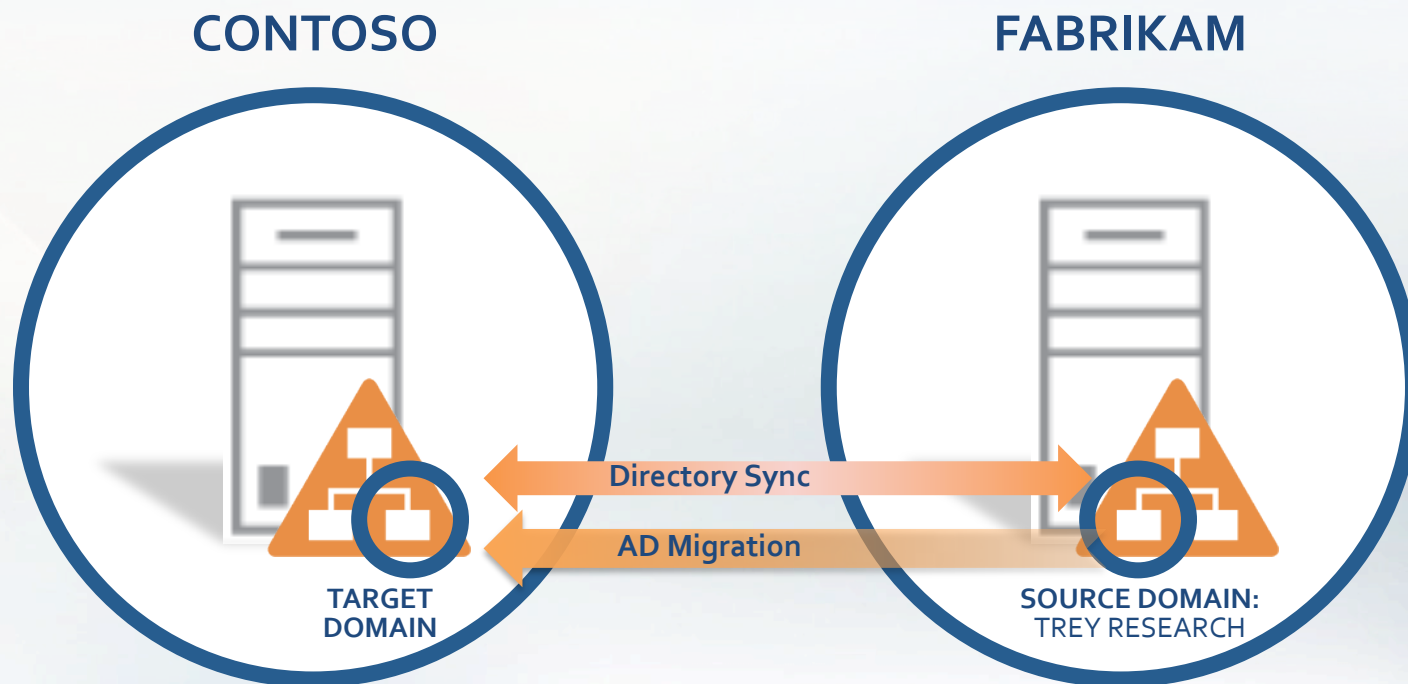 CONTOSO
FABRIKAM
Directory Sync
AD Migration
TARGET
DOMAIN
SOURCE DOMAIN:
TREY RESEARCH